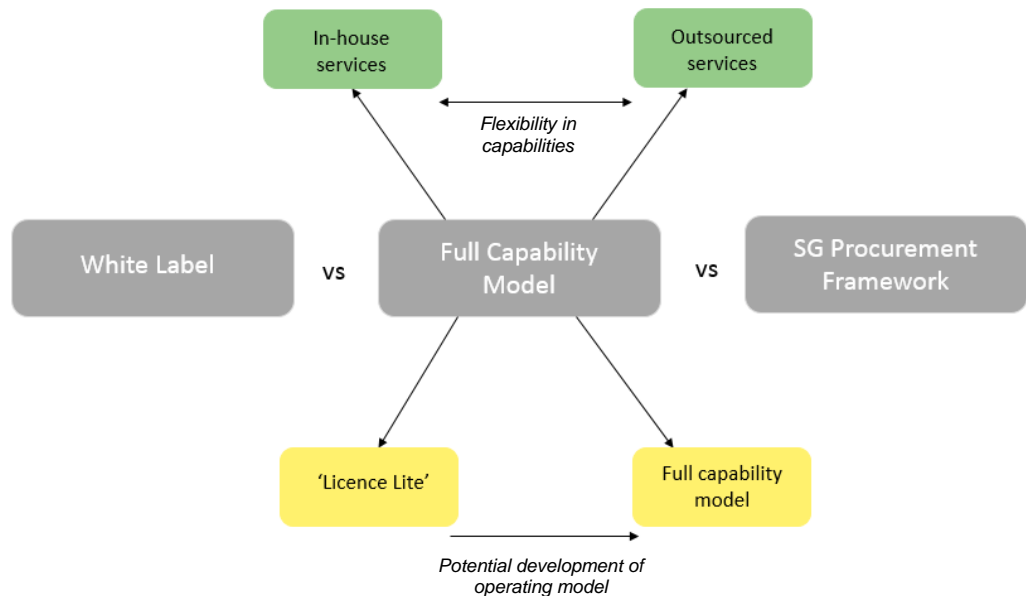 In-house
services
Outsourced
services
Flexibility in
capabilities
White Label
vs
Full Capability
Model
vs
SG Procurement
Framework
‘Licence Lite’
Full capability
model
Potential development of
operating model